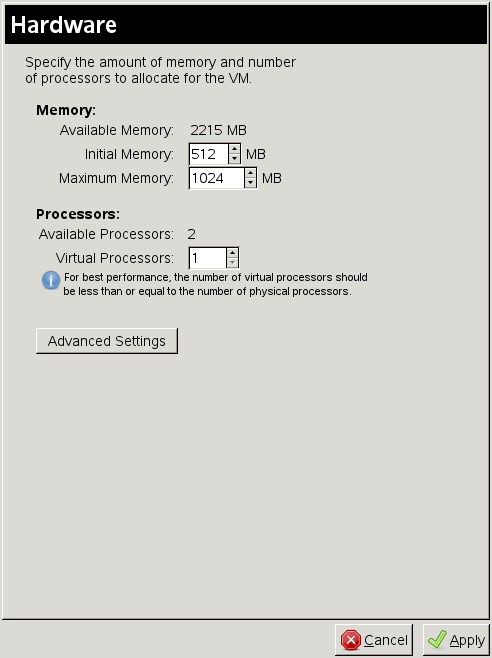 Hardware
Specify the amount of memory and number
of processors to allocate for the VM.
Memory:
Available Memory: 2215 MB
Initial Memory: 512 MB
Maximum Memory: 1024 MB
Processors:
Available Processors: 2
Virtual Processors: 1
For best performance, the number of virtual processors should
be less than or equal to the number of physical processors.
Advanced Settings
Cancel Apply